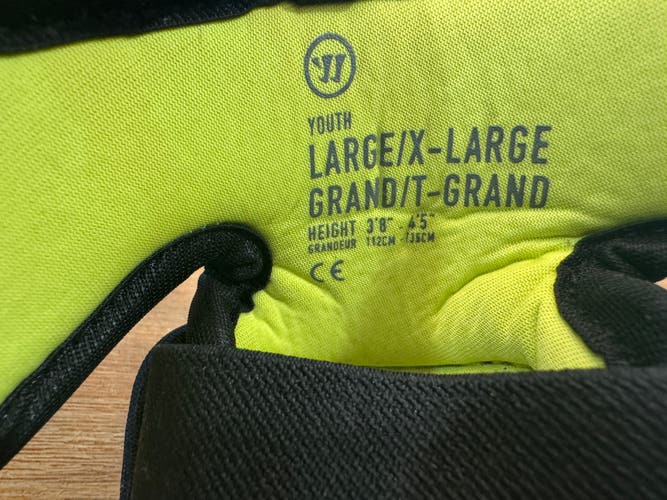 YOUTH
LARGE/X-LARGE
GRAND/T-GRAND
HEIGHT 3'8" - 4'5"
GRANDEUR 112CM - 135CM
CE